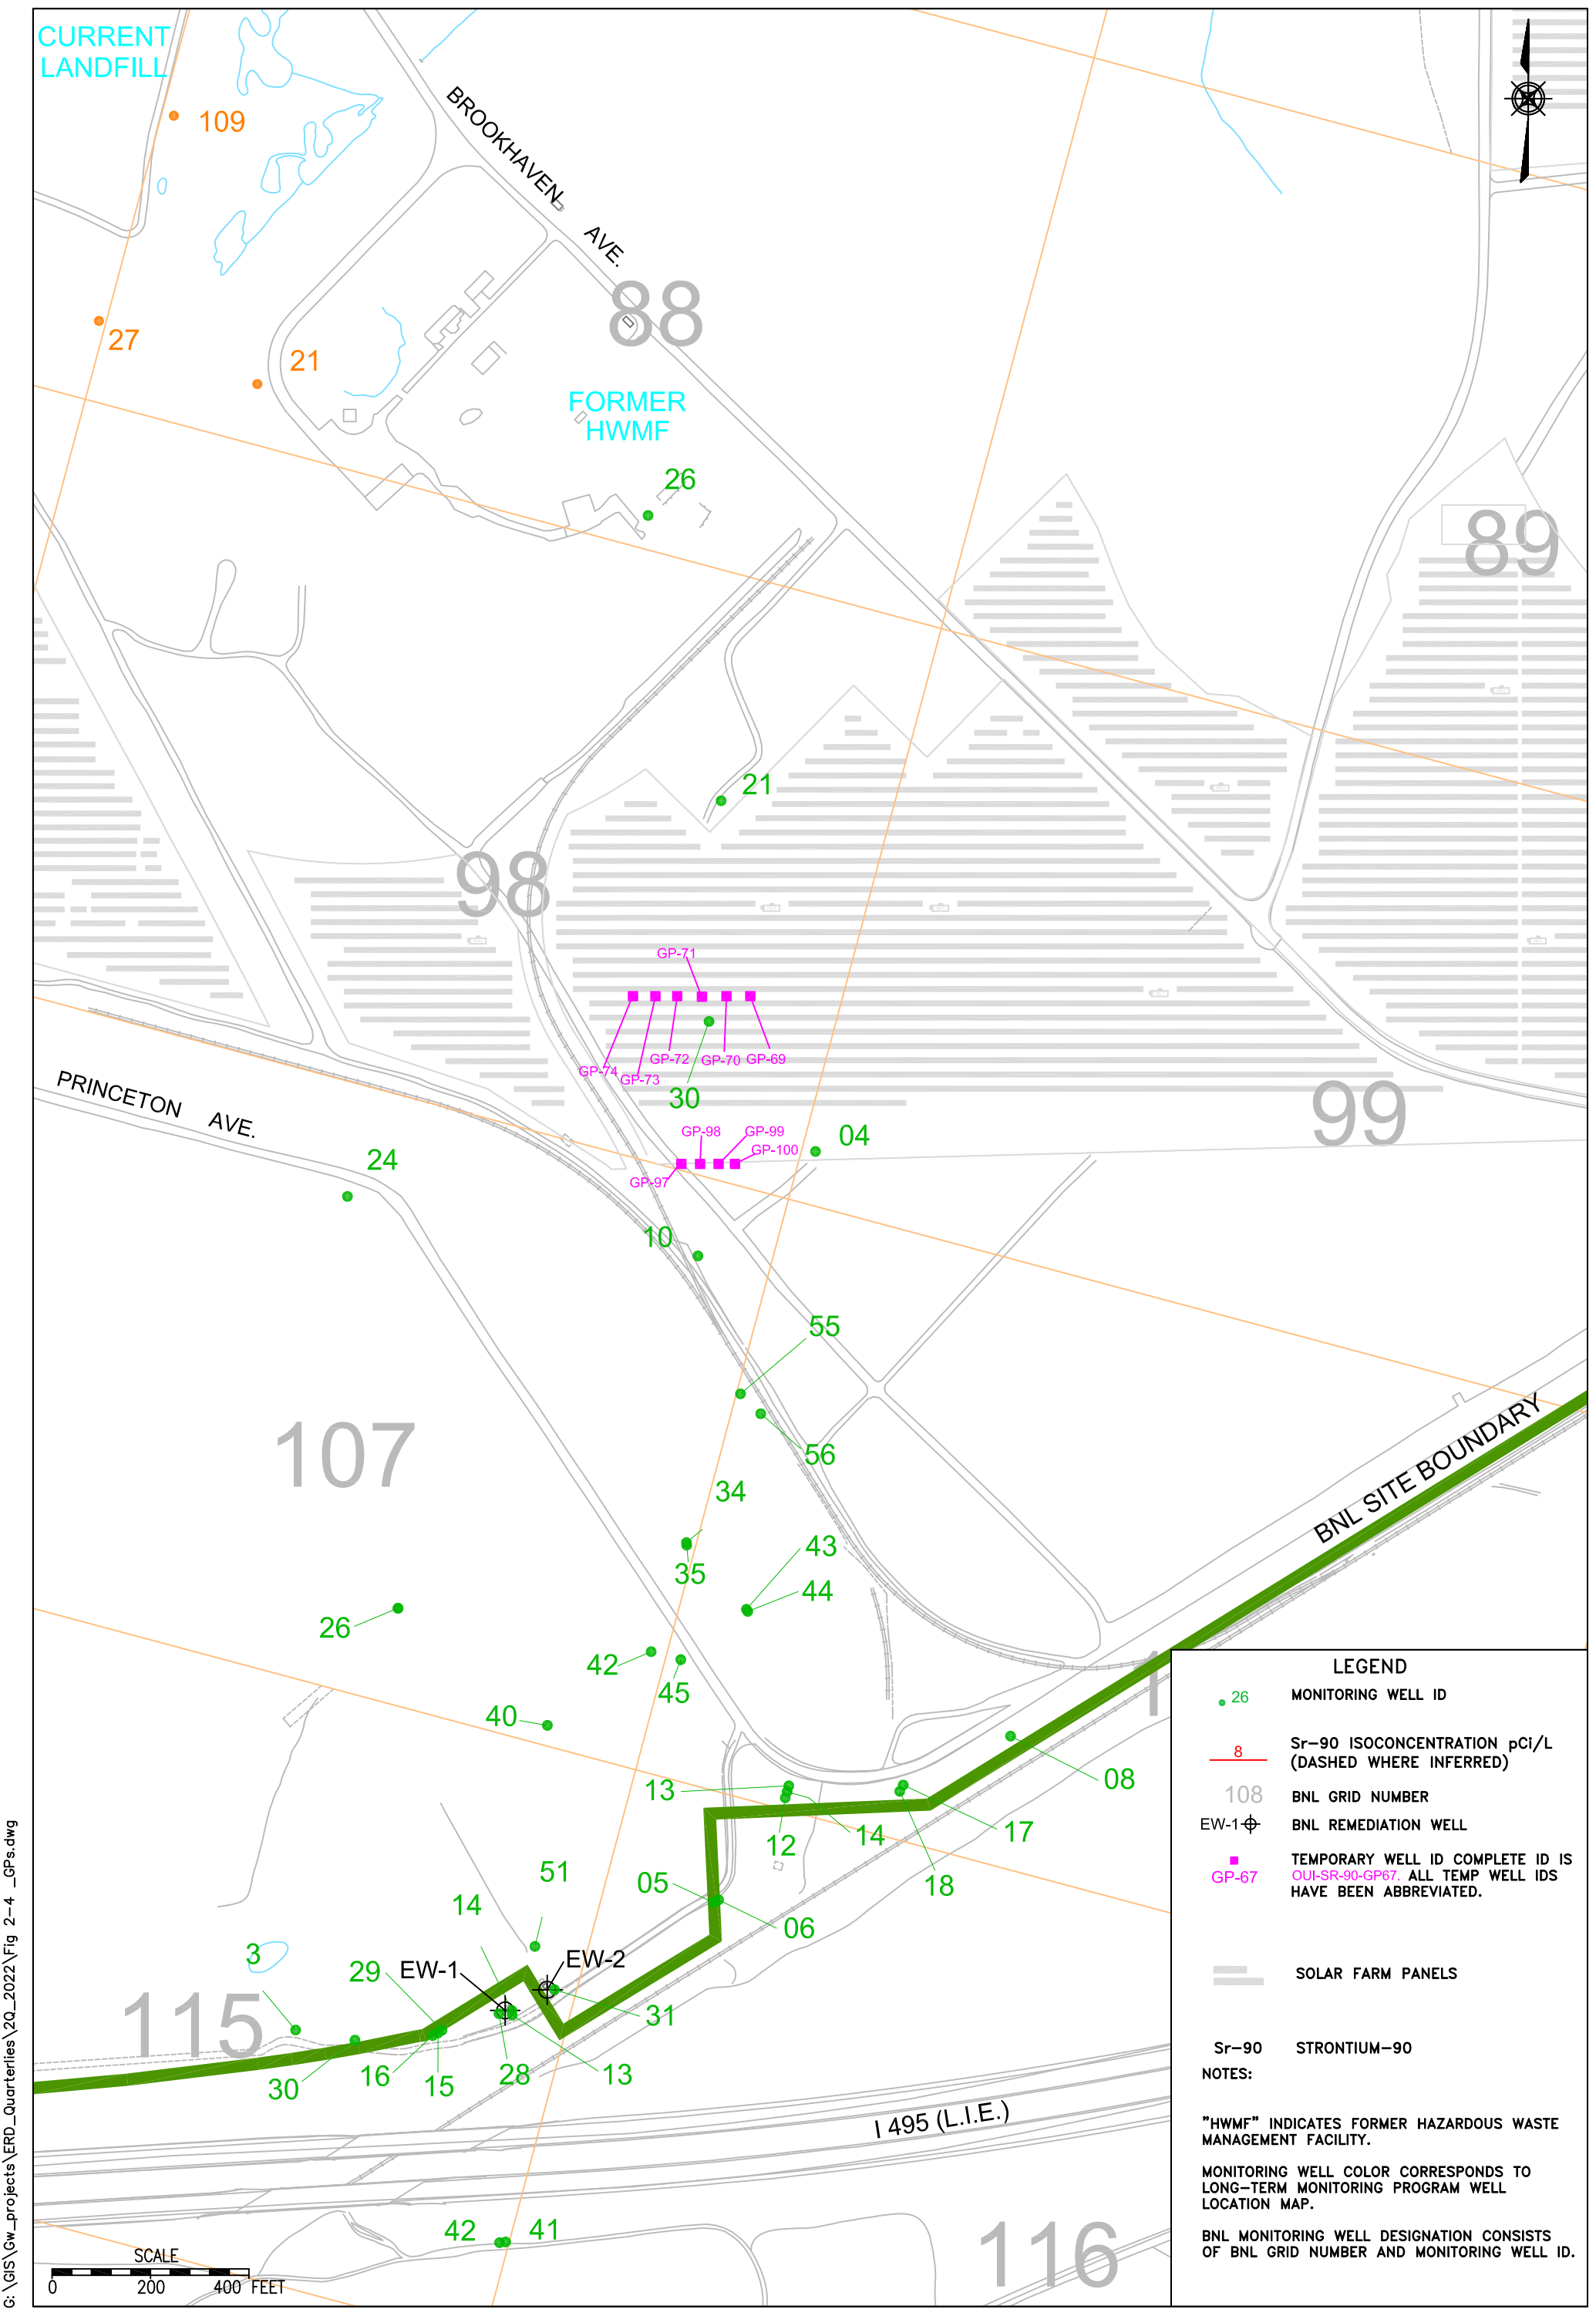 CURRENT
LANDFILL
109
BROOKHAVEN AVE.
27
21
88
FORMER
HWMF
26
89
21
98
GP-71
GP-74
GP-73
GP-72
GP-70
GP-69
30
99
PRINCETON AVE.
GP-98
GP-99
04
GP-100
GP-97
24
10
55
107
56
34
BNL SITE BOUNDARY
43
35
44
26
42
45
40
1
13
08
12
14
17
18
51
05
14
06
3
29
EW-1
EW-2
115
31
30
16
15
28
13
I 495 (L.I.E.)
42
41
116
SCALE
0 200 400 FEET
G:\GIS\Gw_projects\ERD_Quarterlies\2Q_2022\Fig 2-4 _GPs.dwg
LEGEND
26 MONITORING WELL ID
8 Sr-90 ISOCONCENTRATION pCi/L
(DASHED WHERE INFERRED)
108 BNL GRID NUMBER
EW-1 BNL REMEDIATION WELL
GP-67 TEMPORARY WELL ID COMPLETE ID IS
OUI-SR-90-GP67. ALL TEMP WELL IDS
HAVE BEEN ABBREVIATED.
SOLAR FARM PANELS
Sr-90 STRONTIUM-90
NOTES:
"HWMF" INDICATES FORMER HAZARDOUS WASTE
MANAGEMENT FACILITY.
MONITORING WELL COLOR CORRESPONDS TO
LONG-TERM MONITORING PROGRAM WELL
LOCATION MAP.
BNL MONITORING WELL DESIGNATION CONSISTS
OF BNL GRID NUMBER AND MONITORING WELL ID.